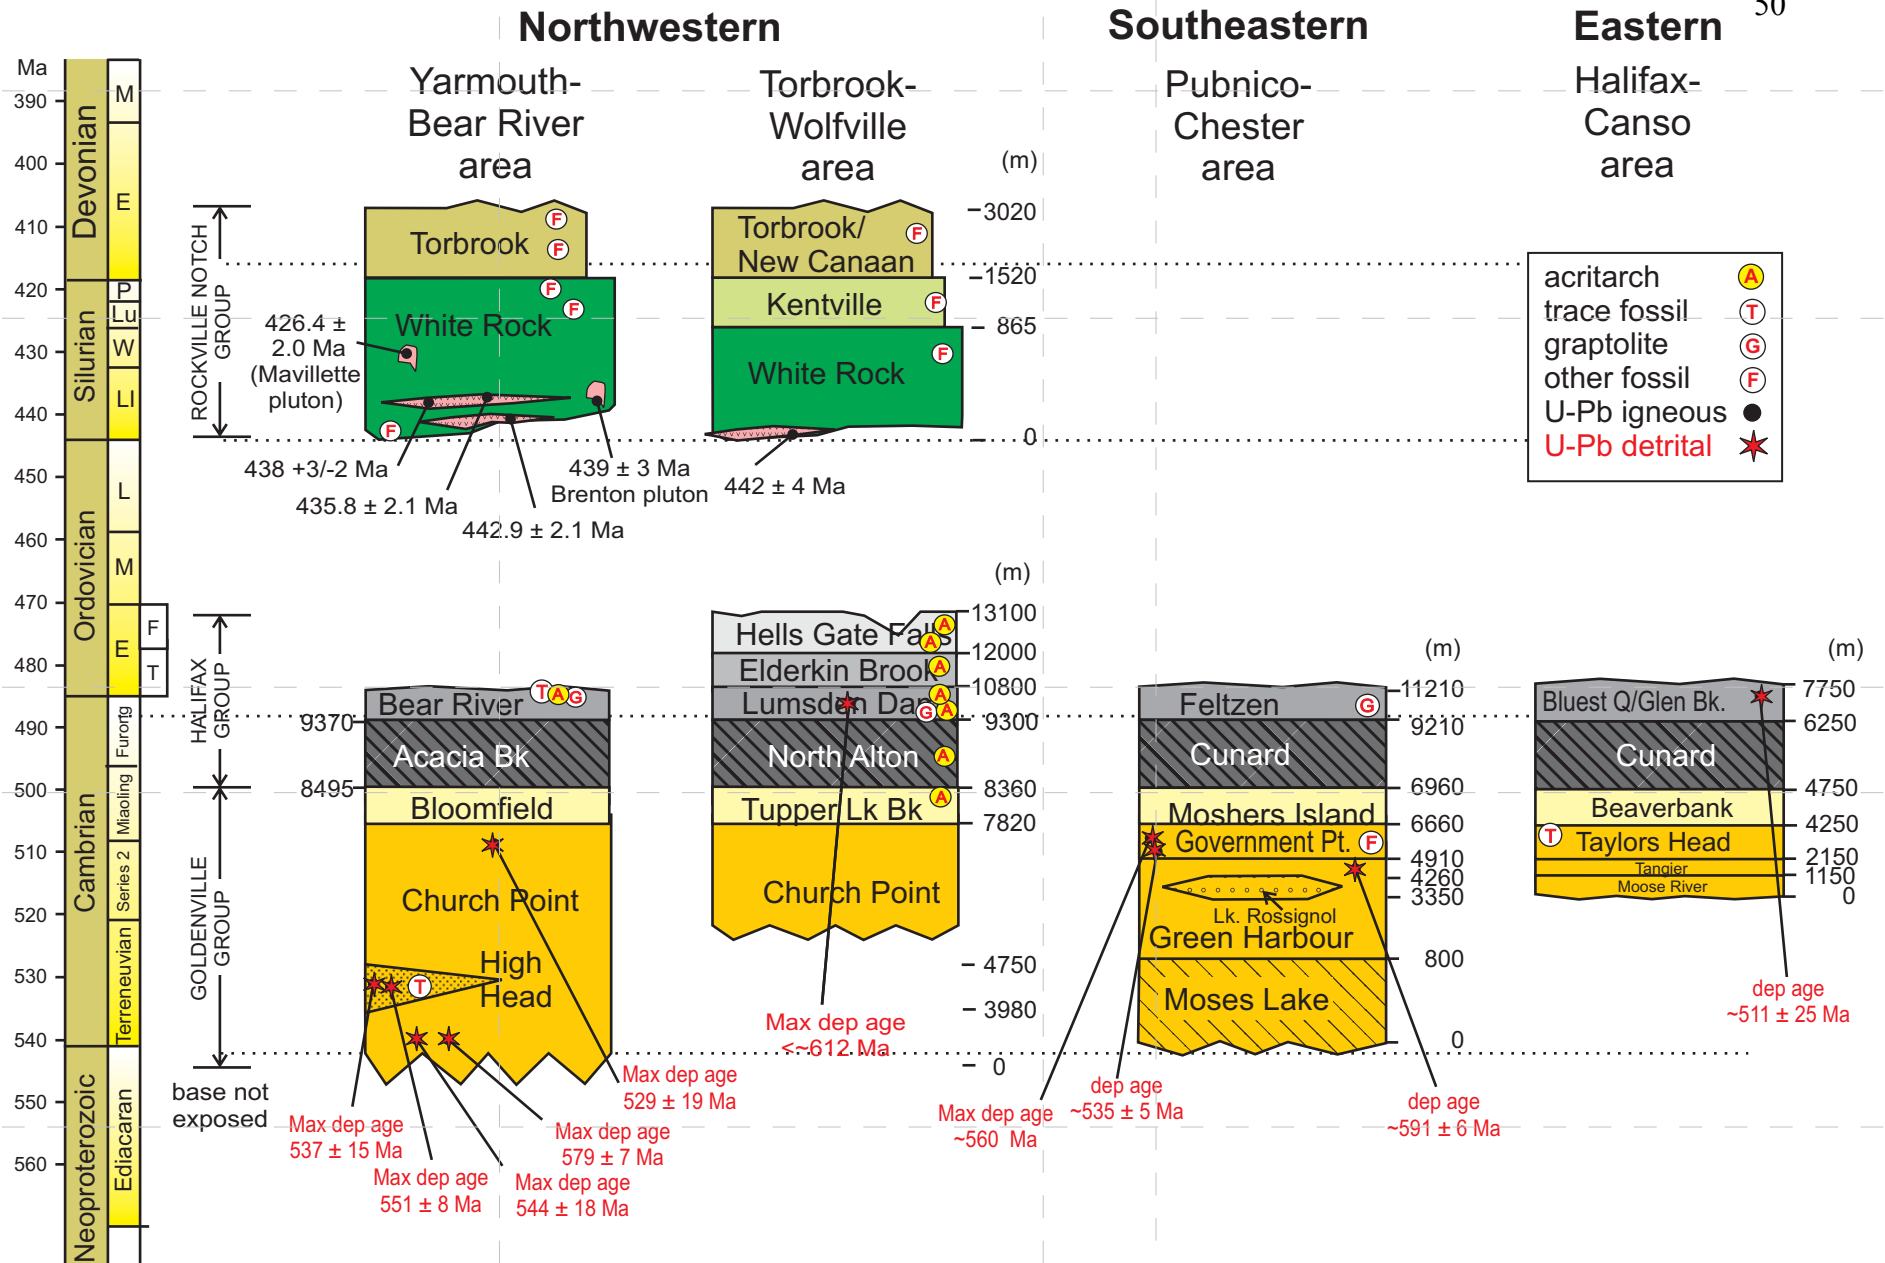 50
Northwestern
Southeastern
Eastern
Yarmouth-
Bear River
area
Torbrook-
Wolfville
area
Pubnico-
Chester
area
Halifax-
Canso
area
Ma
390
400
410
420
430
440
450
460
470
480
490
500
510
520
530
540
550
560
Devonian
Silurian
Ordovician
Cambrian
Neoproterozoic
M
E
P
Lu
W
Ll
L
M
E
F
T
Furong
Miaoling
Series 2
Terreneuvian
Ediacaran
ROCKVILLE NOTCH
GROUP
HALIFAX
GROUP
GOLDENVILLE
GROUP
base not
exposed
Torbrook
F
F
White Rock
F
F
F
426.4 ±
2.0 Ma
(Mavillette
pluton)
438 +3/-2 Ma
435.8 ± 2.1 Ma
442.9 ± 2.1 Ma
439 ± 3 Ma
Brenton pluton
Torbrook/
New Canaan
F
Kentville
F
White Rock
F
442 ± 4 Ma
(m)
3020
1520
865
0
acritarch A
trace fossil T
graptolite G
other fossil F
U-Pb igneous
U-Pb detrital
Bear River
T A G
9370
Acacia Bk
8495
Bloomfield
Church Point
High
Head
T
Max dep age
537 ± 15 Ma
Max dep age
551 ± 8 Ma
Max dep age
544 ± 18 Ma
Max dep age
579 ± 7 Ma
Max dep age
529 ± 19 Ma
(m)
Hells Gate Falls
A
A
Elderkin Brook
A
Lumsden Dam
A
G A
North Alton
A
Tupper Lk Bk
A
Church Point
13100
12000
10800
9300
8360
7820
4750
3980
0
Max dep age
<~612 Ma
(m)
Feltzen
G
Cunard
Moshers Island
Government Pt.
F
Lk. Rossignol
Green Harbour
Moses Lake
11210
9210
6960
6660
4910
4260
3350
800
0
Max dep age
~560 Ma
dep age
~535 ± 5 Ma
dep age
~591 ± 6 Ma
(m)
Bluest Q/Glen Bk.
Cunard
Beaverbank
T
Taylors Head
Tangier
Moose River
7750
6250
4750
4250
2150
1150
0
dep age
~511 ± 25 Ma